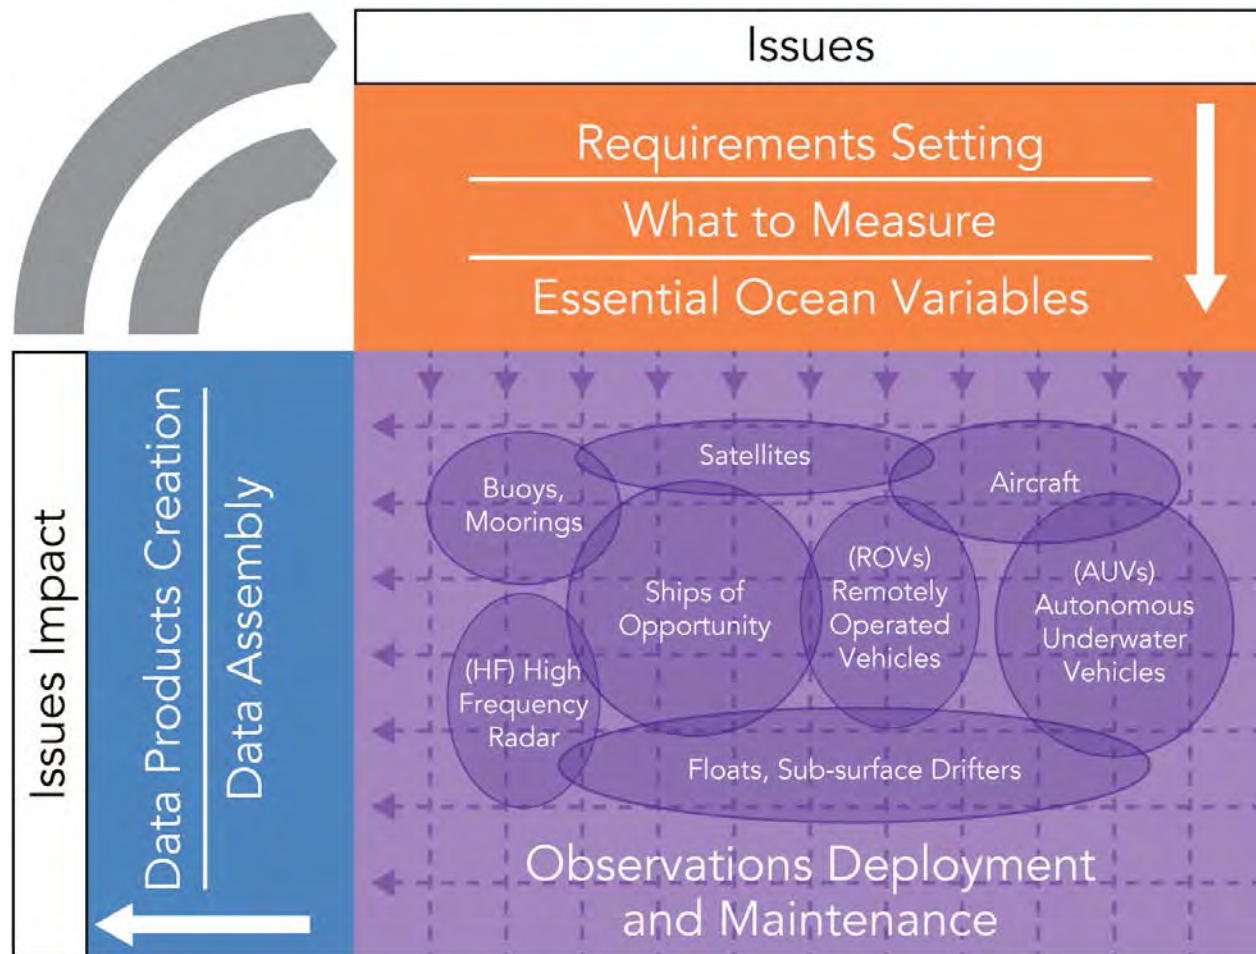 Issues
Requirements Setting
What to Measure
Essential Ocean Variables
Issues Impact
Data Products Creation
Data Assembly
Satellites
Aircraft
Buoys,
Moorings
Ships of
Opportunity
(ROVs)
Remotely
Operated
Vehicles
(AUVs)
Autonomous
Underwater
Vehicles
(HF) High
Frequency
Radar
Floats, Sub-surface Drifters
Observations Deployment
and Maintenance